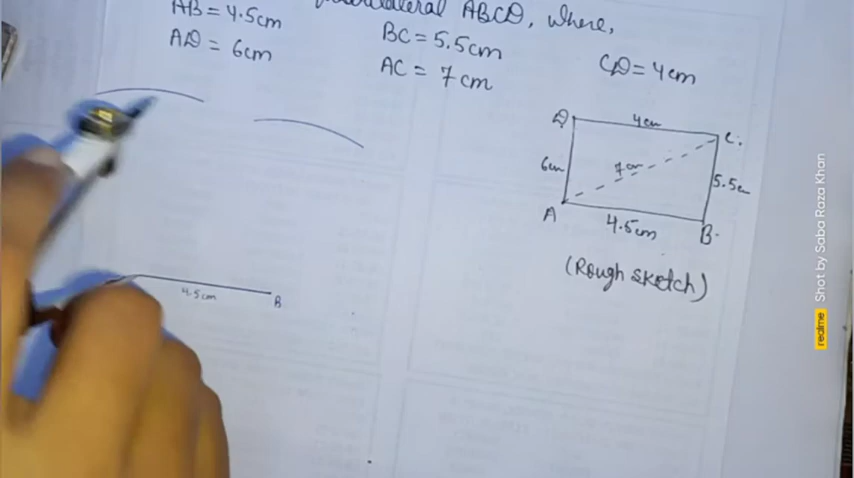 quadrilateral ABCD, where,
AB = 4.5cm
BC = 5.5cm
CD = 4cm
AD = 6cm
AC = 7cm
D
4cm
C.
6cm
7cm
5.5cm
A
4.5cm
B.
(Rough sketch)
4.5cm
B
realme Shot by Saba Raza Khan